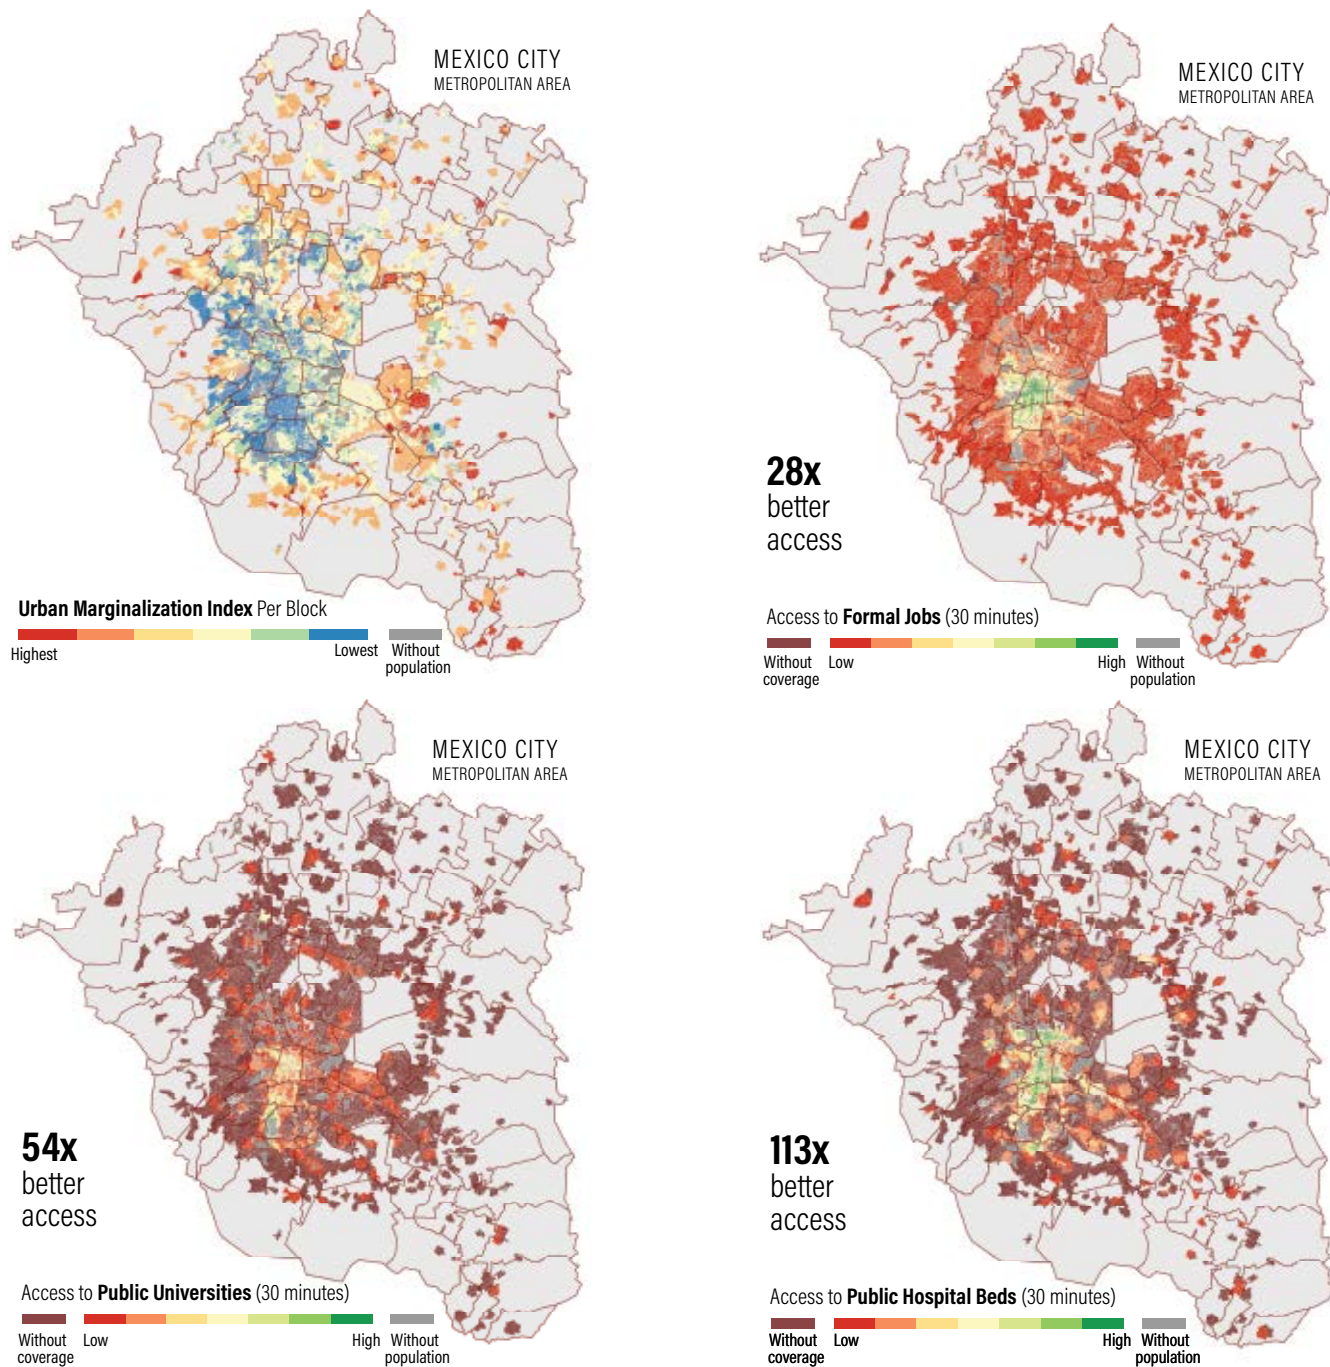 MEXICO CITY
METROPOLITAN AREA
Urban Marginalization Index Per Block
Highest
Lowest
Without
population
MEXICO CITY
METROPOLITAN AREA
28x
better
access
Access to Formal Jobs (30 minutes)
Without
coverage
Low
High
Without
population
MEXICO CITY
METROPOLITAN AREA
54x
better
access
Access to Public Universities (30 minutes)
Without
coverage
Low
High
Without
population
MEXICO CITY
METROPOLITAN AREA
113x
better
access
Access to Public Hospital Beds (30 minutes)
Without
coverage
Low
High
Without
population